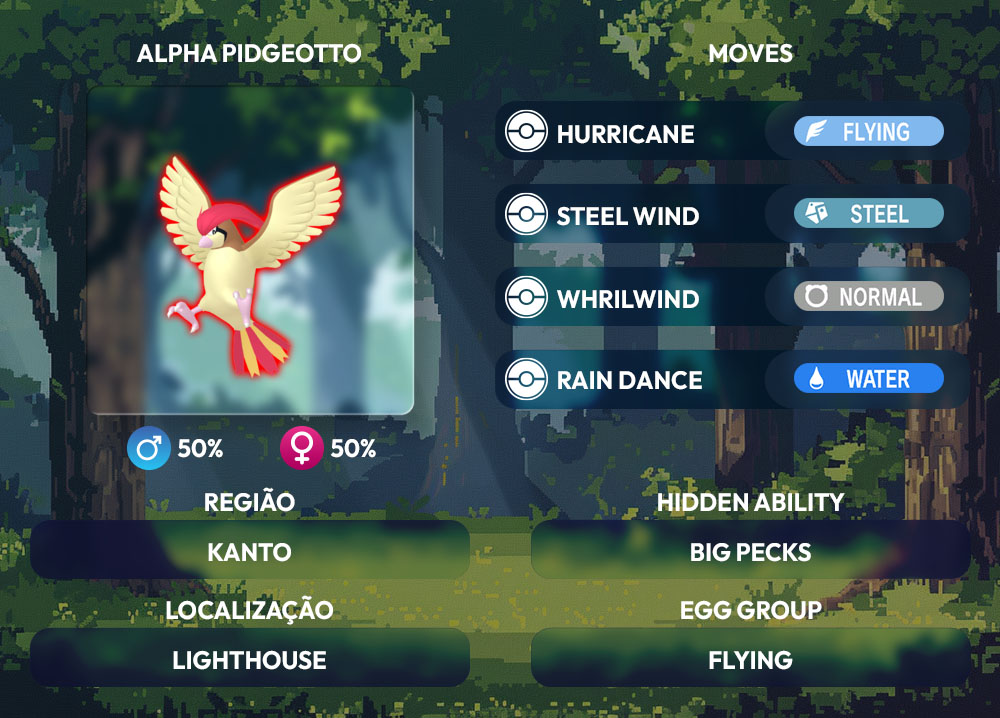 ALPHA PIDGEOTTO
50%
50%
REGIÃO
KANTO
LOCALIZAÇÃO
LIGHTHOUSE
MOVES
HURRICANE
FLYING
STEEL WIND
STEEL
WHRILWIND
NORMAL
RAIN DANCE
WATER
HIDDEN ABILITY
BIG PECKS
EGG GROUP
FLYING